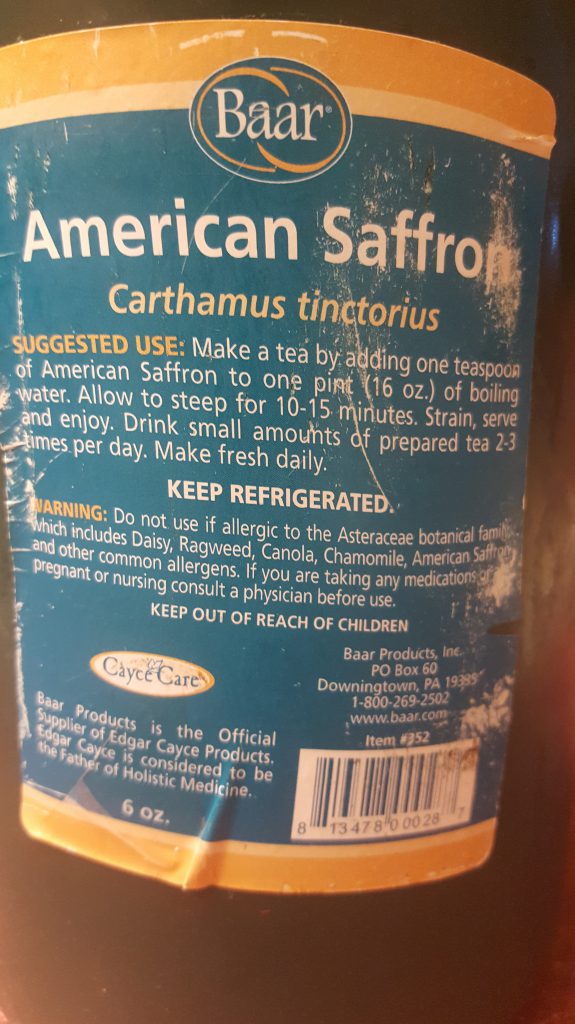 Baar®
American Saffron
Carthamus tinctorius
SUGGESTED USE: Make a tea by adding one teaspoon
of American Saffron to one pint (16 oz.) of boiling
water. Allow to steep for 10-15 minutes. Strain, serve
and enjoy. Drink small amounts of prepared tea 2-3
times per day. Make fresh daily.
KEEP REFRIGERATED.
WARNING: Do not use if allergic to the Asteraceae botanical family,
which includes Daisy, Ragweed, Canola, Chamomile, American Saffron
and other common allergens. If you are taking any medications or
pregnant or nursing consult a physician before use.
KEEP OUT OF REACH OF CHILDREN
Cayce Care
Baar Products is the Official
Supplier of Edgar Cayce Products.
Edgar Cayce is considered to be
the Father of Holistic Medicine.
6 oz.
Baar Products, Inc.
PO Box 60
Downingtown, PA 19335
1-800-269-2502
www.baar.com
Item #352
8 13478 00028 7